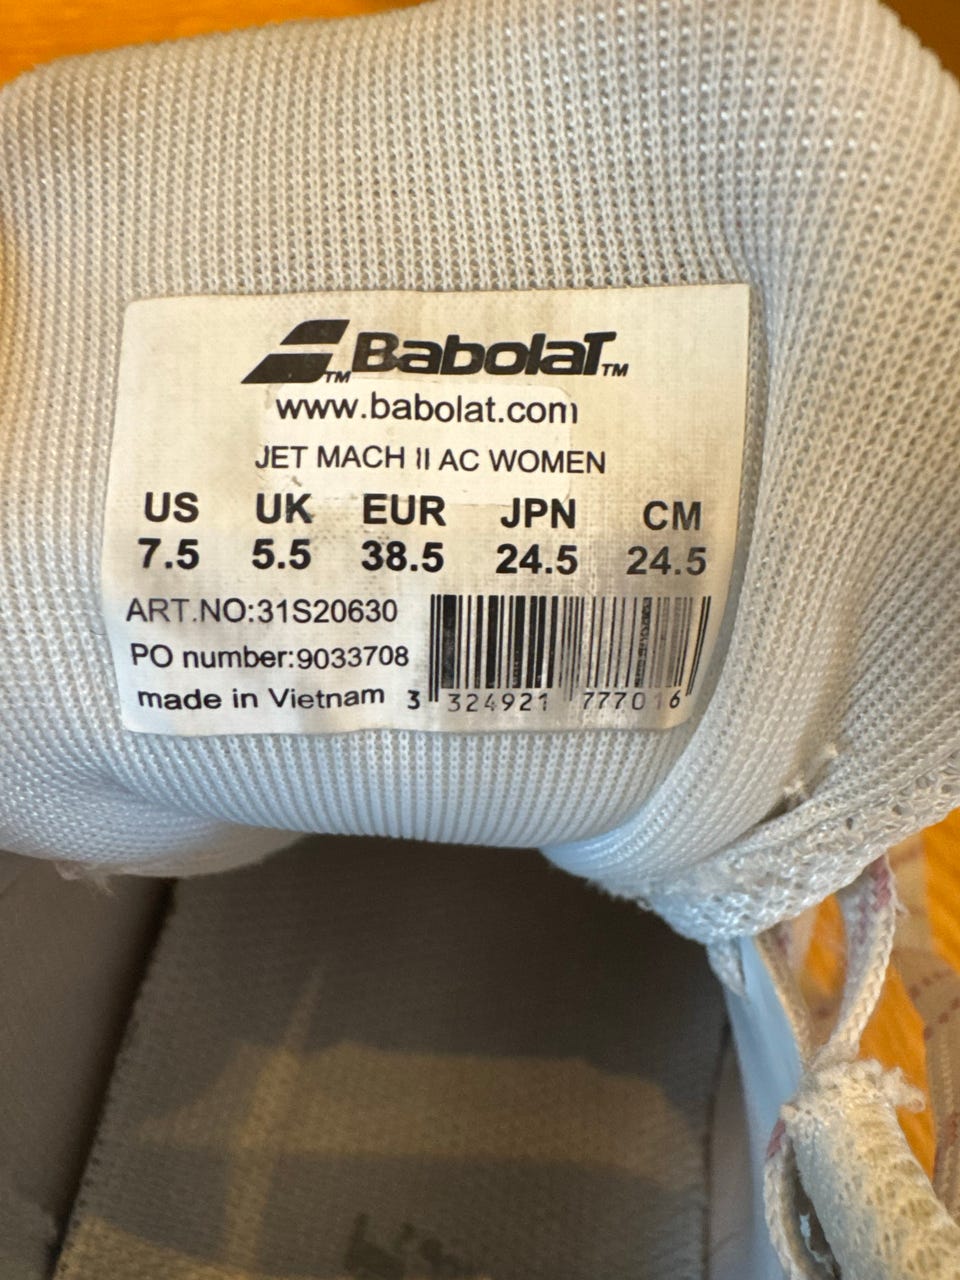 Babolat™
www.babolat.com
JET MACH II AC WOMEN
US UK EUR JPN CM
7.5 5.5 38.5 24.5 24.5
ART.NO:31S20630
PO number:9033708
made in Vietnam 3 324921 777016